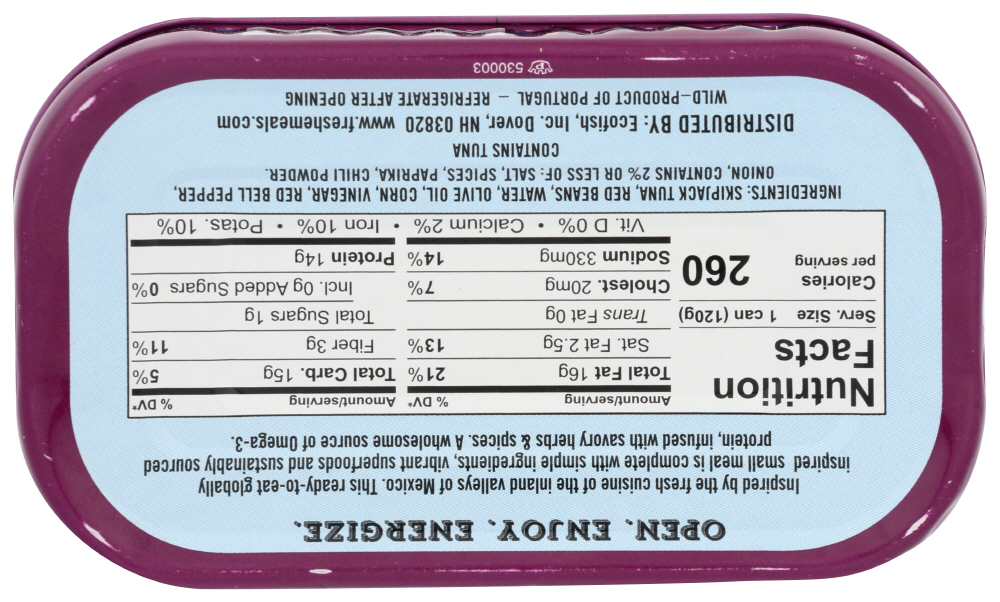 OPEN. ENJOY. ENERGIZE.
Inspired by the fresh cuisine of the inland valleys of Mexico. This ready-to-eat globally
inspired small meal is complete with simple ingredients, vibrant superfoods and sustainably sourced
protein, infused with savory herbs & spices. A wholesome source of Omega-3.
Nutrition
Facts
Serv. Size 1 can (120g)
Calories 260
per serving
Amount/serving % DV*
Total Fat 16g 21%
Sat. Fat 2.5g 13%
Trans Fat 0g
Cholest. 20mg 7%
Sodium 330mg 14%
Amount/serving % DV*
Total Carb. 15g 5%
Fiber 3g 11%
Total Sugars 1g
Incl. 0g Added Sugars 0%
Protein 14g
Vit. D 0% • Calcium 2% • Iron 10% • Potas. 10%
INGREDIENTS: SKIPJACK TUNA, RED BEANS, WATER, OLIVE OIL, CORN, VINEGAR, RED BELL PEPPER,
ONION, CONTAINS 2% OR LESS OF: SALT, SPICES, PAPRIKA, CHILI POWDER.
CONTAINS TUNA
DISTRIBUTED BY: Ecofish, Inc. Dover, NH 03820 www.freshemeals.com
WILD-PRODUCT OF PORTUGAL - REFRIGERATE AFTER OPENING
530003